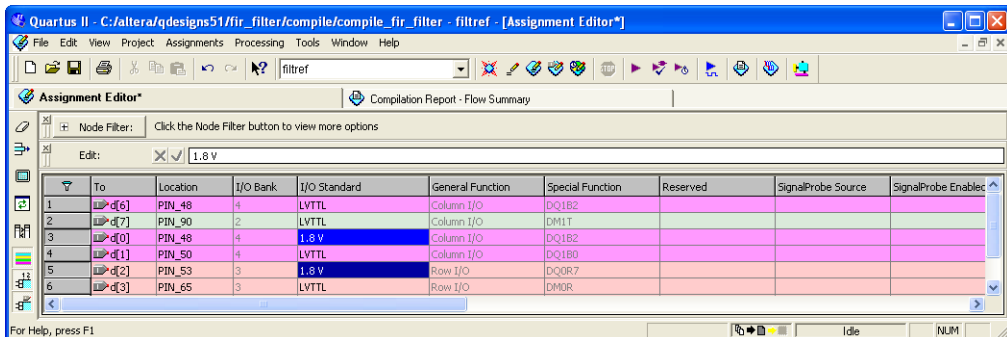 Quartus II - C:/altera/qdesigns51/fir_filter/compile/compile_fir_filter - filtref - [Assignment Editor*]
File Edit View Project Assignments Processing Tools Window Help
filtref
Assignment Editor* Compilation Report - Flow Summary
Node Filter: Click the Node Filter button to view more options
Edit: 1.8 V
To Location I/O Bank I/O Standard General Function Special Function Reserved SignalProbe Source SignalProbe Enabled
1 d[6] PIN_48 4 LVTTL Column I/O DQ1B2
2 d[7] PIN_90 2 LVTTL Column I/O DM1T
3 d[0] PIN_48 4 1.8 V Column I/O DQ1B2
4 d[1] PIN_50 4 LVTTL Column I/O DQ1B0
5 d[2] PIN_53 3 1.8 V Row I/O DQ0R7
6 d[3] PIN_65 3 LVTTL Row I/O DM0R
For Help, press F1 Idle NUM